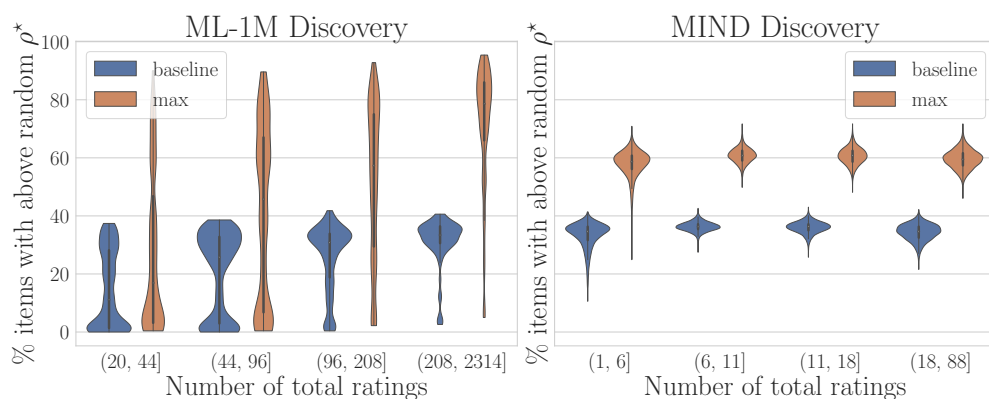 ML-1M Discovery
% items with above random ρ⋆
100
80
60
40
20
0
baseline
max
(20, 44]
(44, 96]
(96, 208]
(208, 2314]
Number of total ratings
MIND Discovery
% items with above random ρ⋆
baseline
max
(1, 6]
(6, 11]
(11, 18]
(18, 88]
Number of total ratings